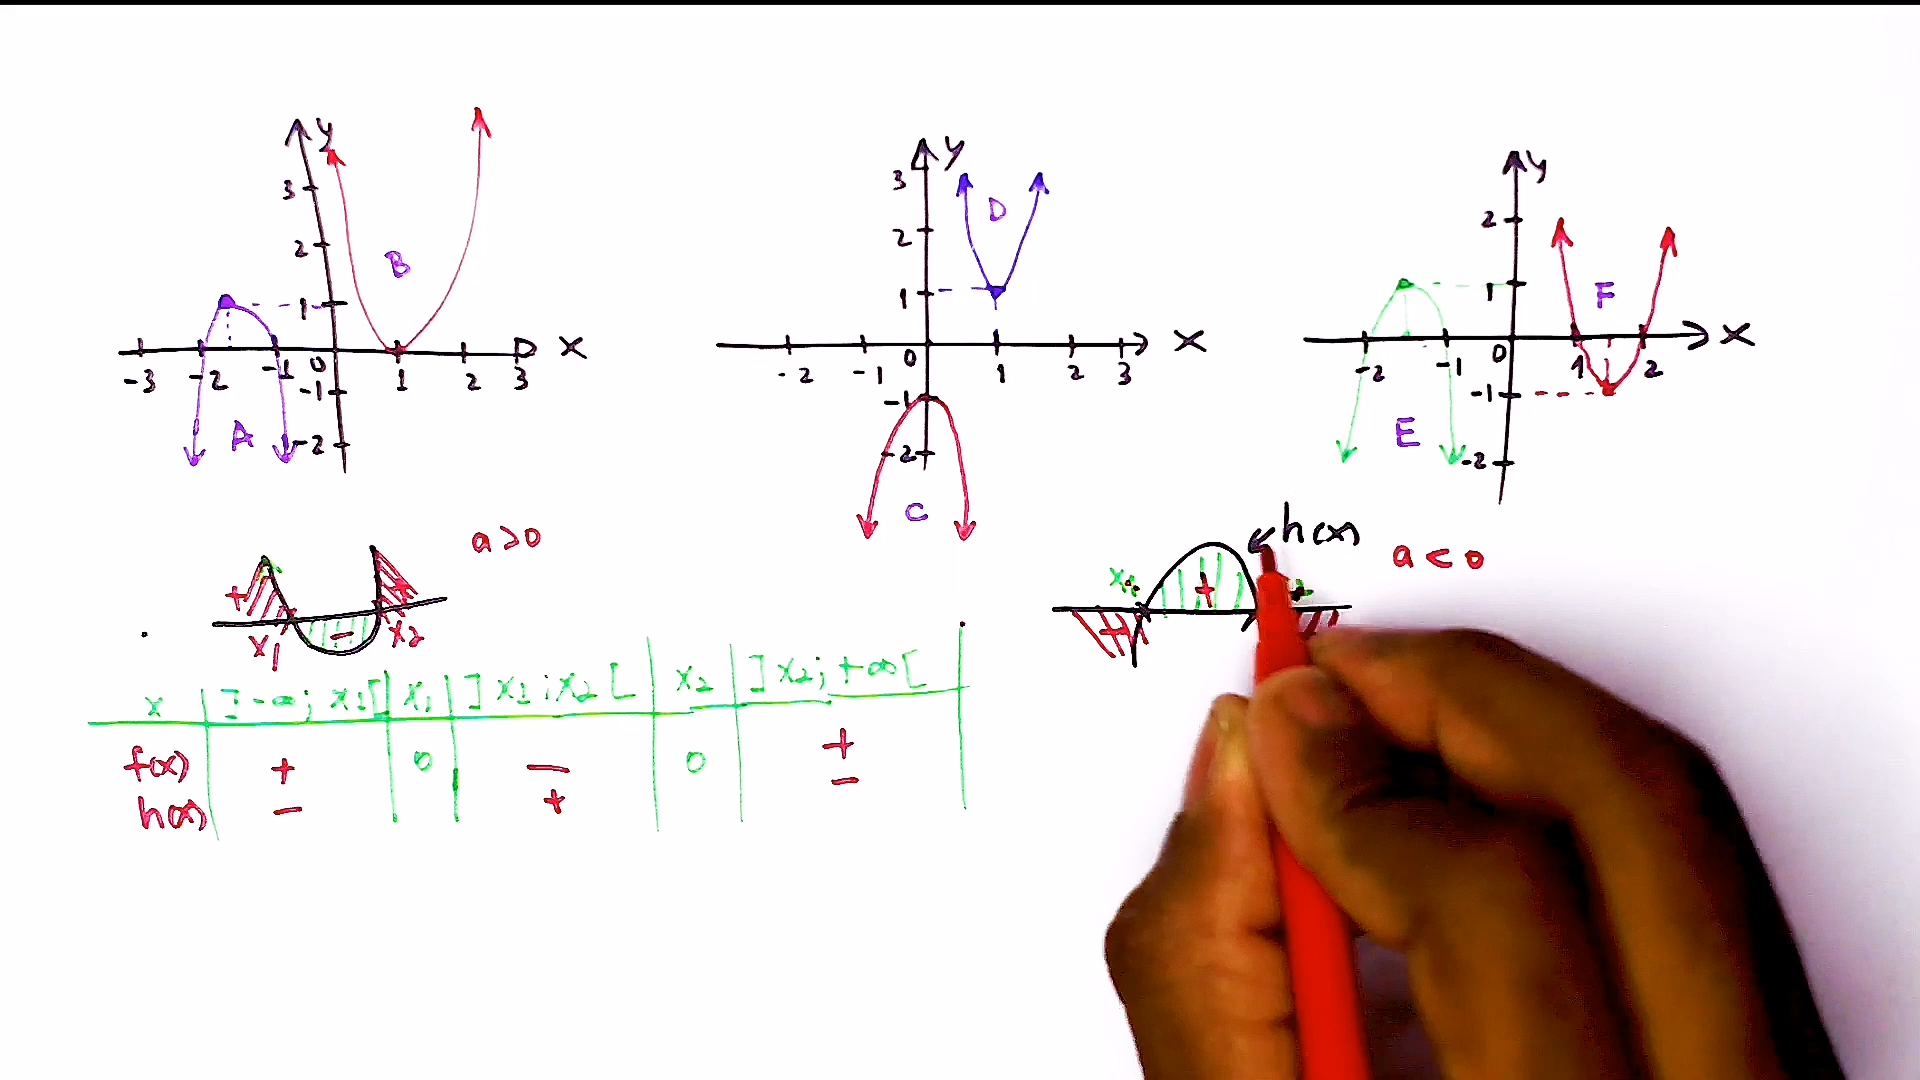 y
3
2
B
1
-3 -2 -1 0 1 2 3 x
-1
A -2
y
3
D
2
1
-2 -1 0 1 2 3 x
-1
-2
C
y
2
1
F
-2 -1 0 1 2 x
-1
E
-2
a>0
+ - x1 x2
h(x)
a<0
+
x ]-∞; x1[ x1 ]x1;x2[ x2 ]x2;+∞[
f(x) + 0 - 0 +
h(x) - + -